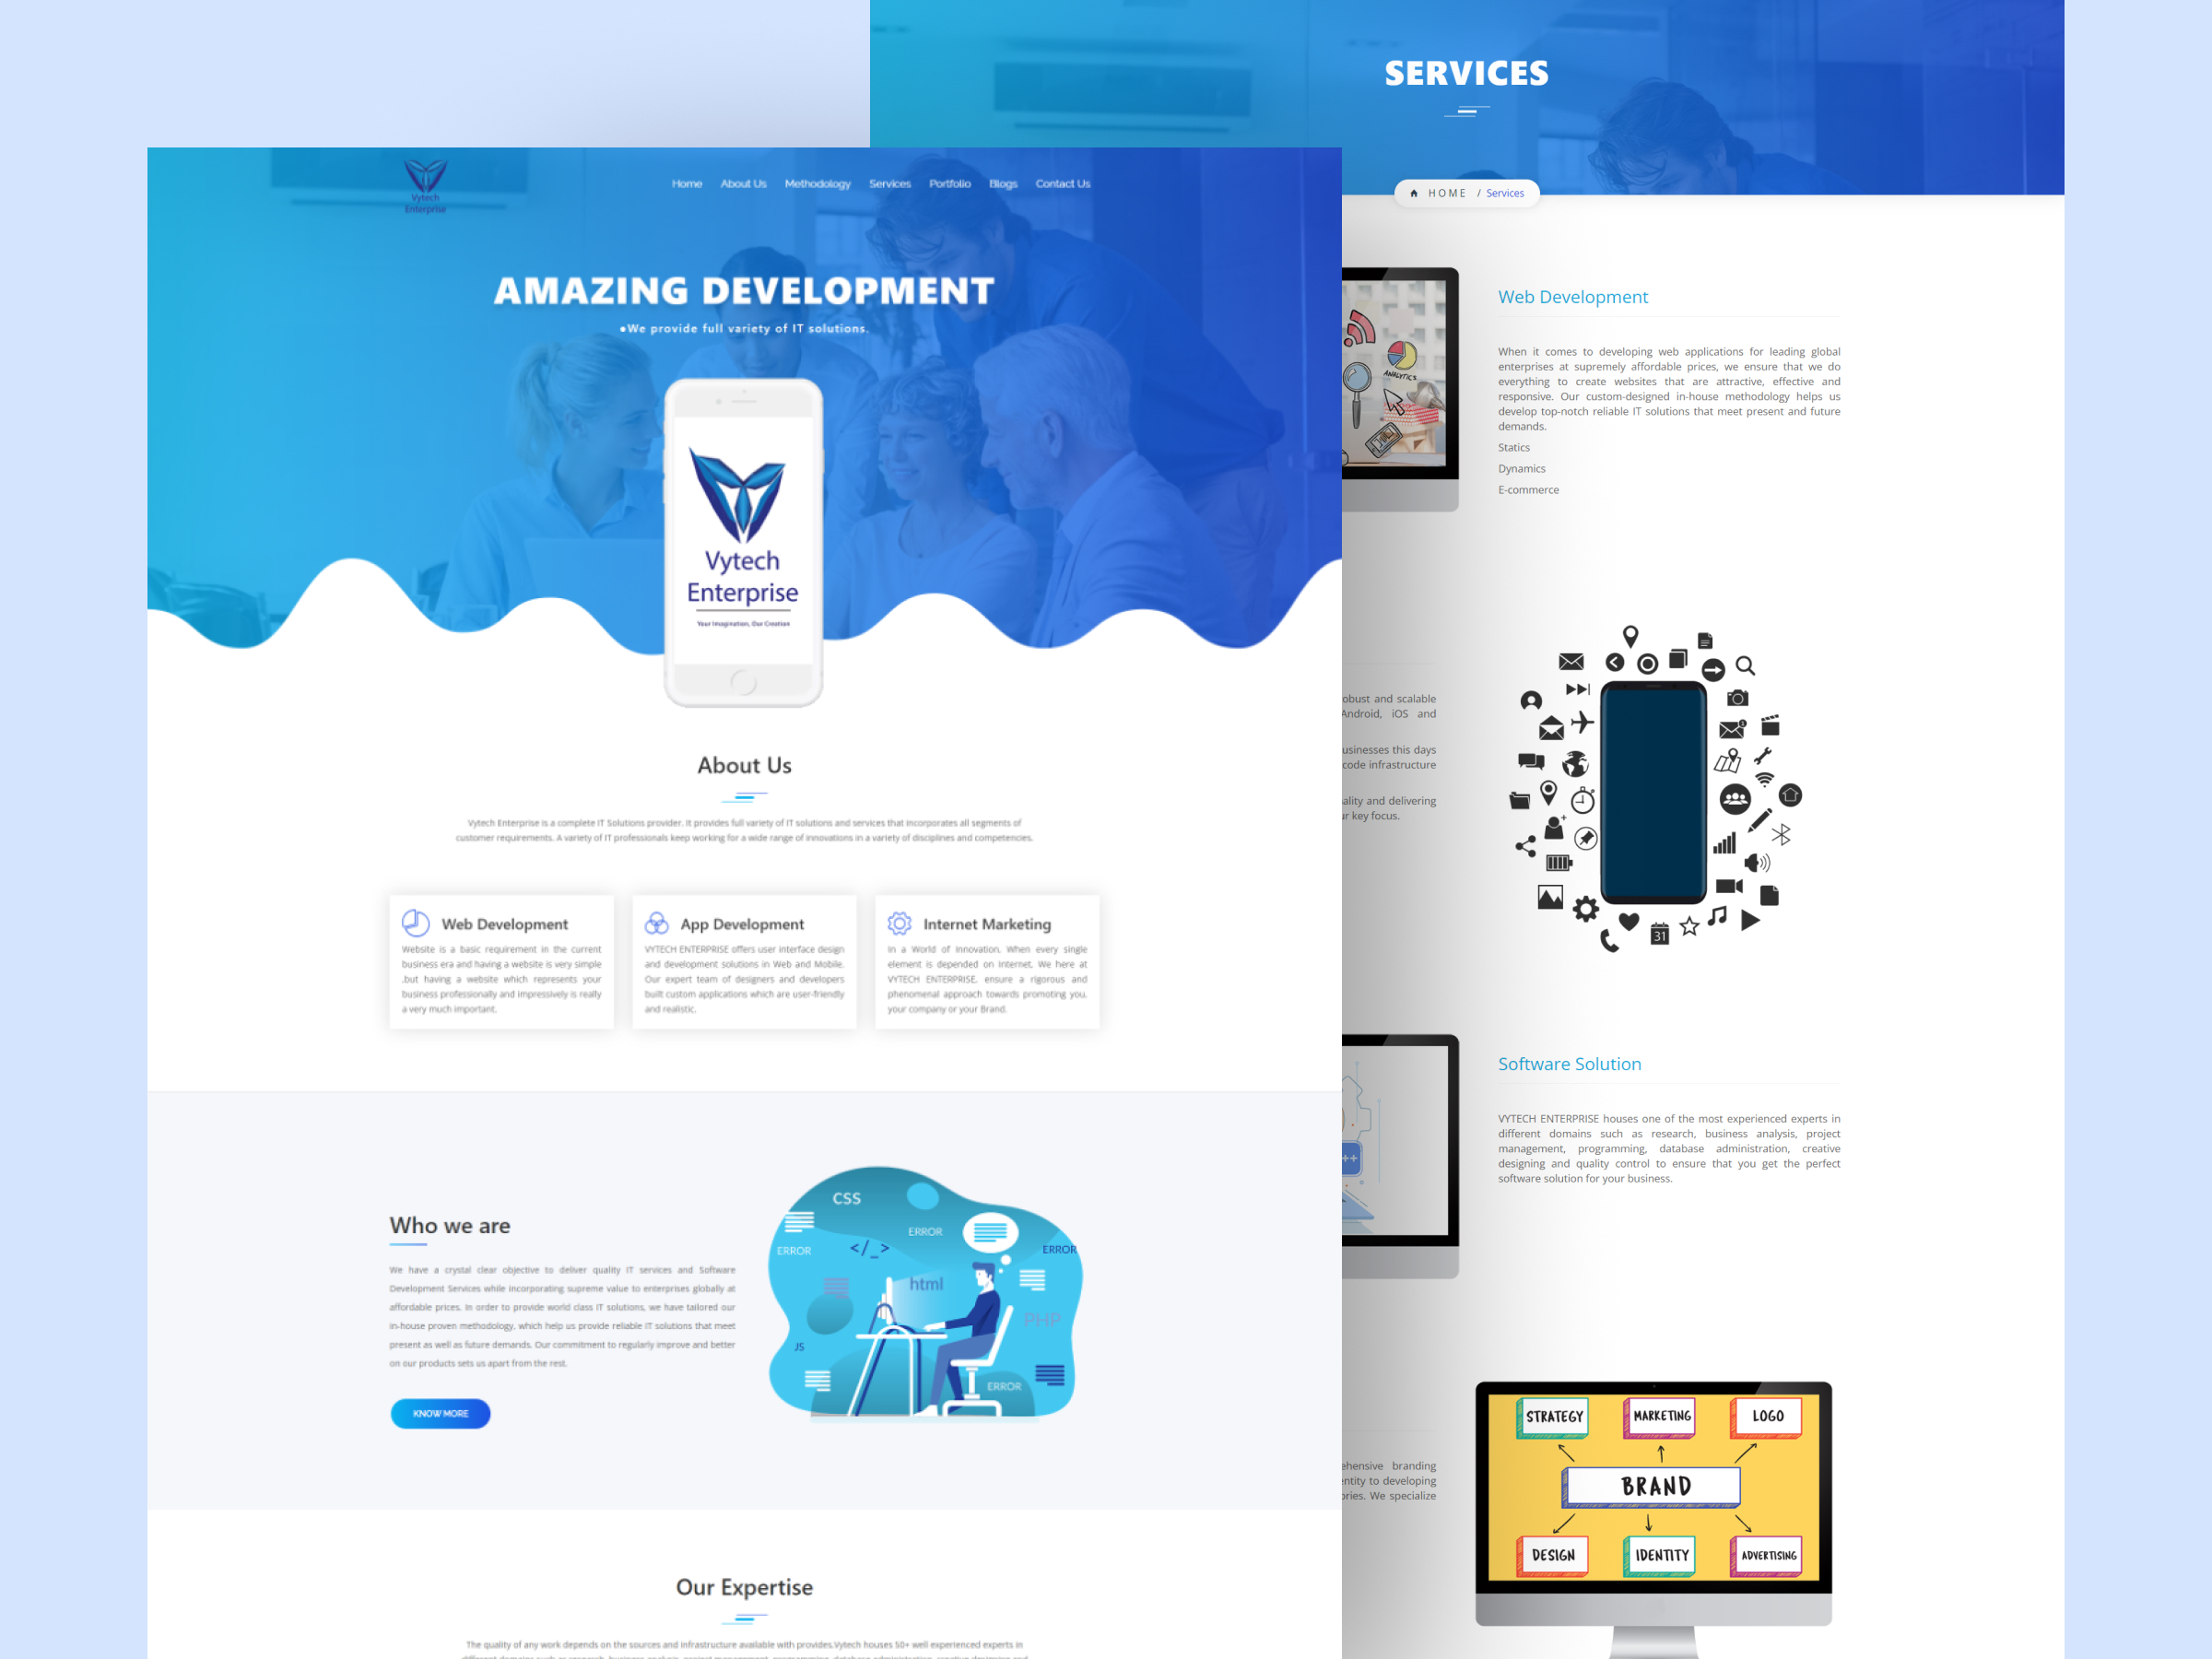 Vytech
Enterprise
Home About Us Methodology Services Portfolio Blogs Contact Us
AMAZING DEVELOPMENT
•We provide full variety of IT solutions.
Vytech
Enterprise
Your Imagination, Our Creation
About Us
Vytech Enterprise is a complete IT Solutions provider. It provides full variety of IT solutions and services that incorporates all segments of
customer requirements. A variety of IT professionals keep working for a wide range of innovations in a variety of disciplines and competencies.
Web Development
Website is a basic requirement in the current
business era and having a website is very simple
.but having a website which represents your
business professionally and impressively is really
a very much important.
App Development
VYTECH ENTERPRISE offers user interface design
and development solutions in Web and Mobile.
Our expert team of designers and developers
built custom applications which are user-friendly
and realistic.
Internet Marketing
In a World of Innovation, When every single
element is depended on Internet. We here at
VYTECH ENTERPRISE, ensure a rigorous and
phenomenal approach towards promoting you,
your company or your Brand.
Who we are
We have a crystal clear objective to deliver quality IT services and Software
Development Services while incorporating supreme value to enterprises globally at
affordable prices. In order to provide world class IT solutions, we have tailored our
in-house proven methodology, which help us provide reliable IT solutions that meet
present as well as future demands. Our commitment to regularly improve and better
on our products sets us apart from the rest.
KNOW MORE
CSS
ERROR
ERROR
</_>
ERROR
html
PHP
JS
ERROR
Our Expertise
The quality of any work depends on the sources and infrastructure available with provides.Vytech houses 50+ well experienced experts in
SERVICES
HOME / Services
ANALYTICS
Web Development
When it comes to developing web applications for leading global
enterprises at supremely affordable prices, we ensure that we do
everything to create websites that are attractive, effective and
responsive. Our custom-designed in-house methodology helps us
develop top-notch reliable IT solutions that meet present and future
demands.
Statics
Dynamics
E-commerce
obust and scalable
Android, iOS and
usinesses this days
code infrastructure
ality and delivering
r key focus.
31
++
Software Solution
VYTECH ENTERPRISE houses one of the most experienced experts in
different domains such as research, business analysis, project
management, programming, database administration, creative
designing and quality control to ensure that you get the perfect
software solution for your business.
ehensive branding
entity to developing
ories. We specialize
STRATEGY MARKETING LOGO
BRAND
DESIGN IDENTITY ADVERTISING